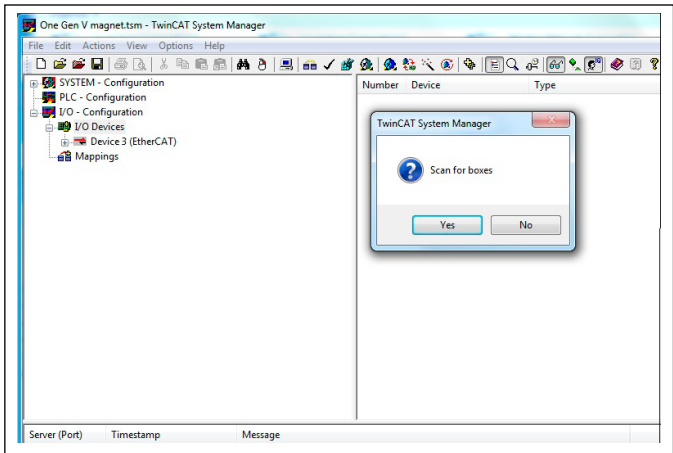 One Gen V magnet.tsm - TwinCAT System Manager
File Edit Actions View Options Help
SYSTEM - Configuration
PLC - Configuration
I/O - Configuration
I/O Devices
Device 3 (EtherCAT)
Mappings
Number Device Type
TwinCAT System Manager
Scan for boxes
Yes No
Server (Port) Timestamp Message